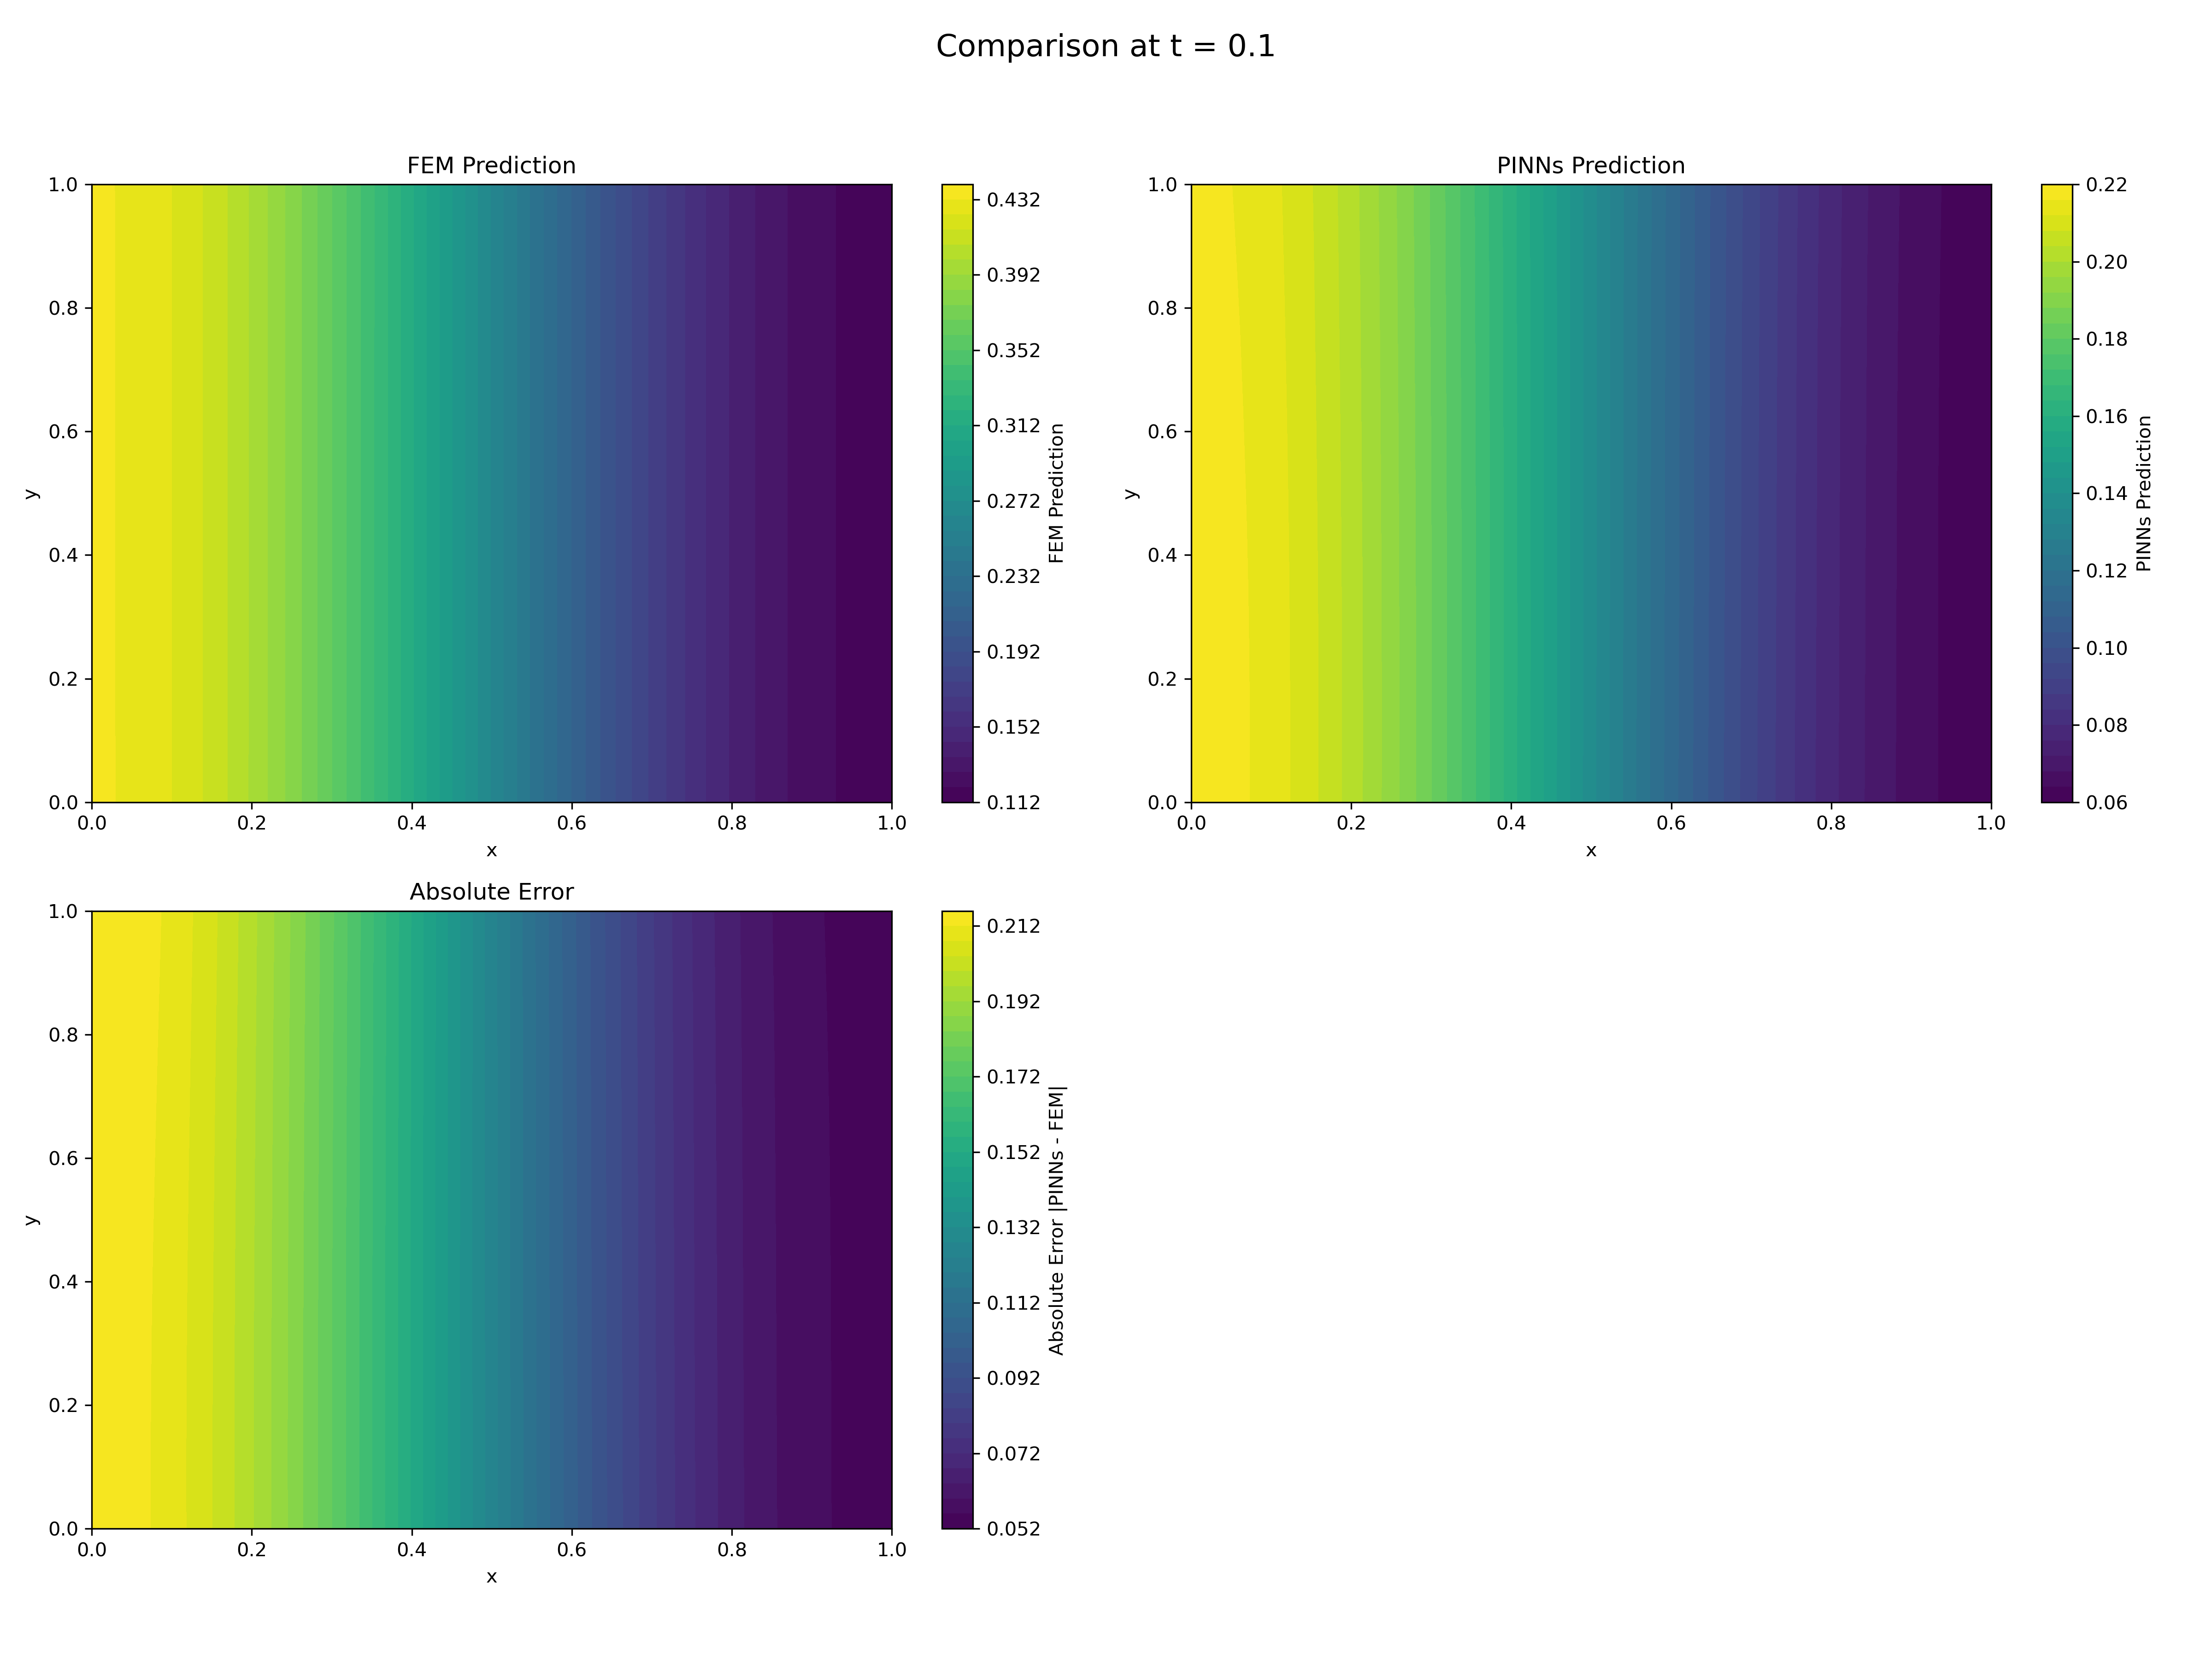 Comparison at t = 0.1
FEM Prediction
1.0
0.8
0.6
0.4
0.2
0.0
y
0.0 0.2 0.4 0.6 0.8 1.0
x
0.432
0.392
0.352
0.312
0.272
0.232
0.192
0.152
0.112
FEM Prediction
PINNs Prediction
1.0
0.8
0.6
0.4
0.2
0.0
y
0.0 0.2 0.4 0.6 0.8 1.0
x
0.22
0.20
0.18
0.16
0.14
0.12
0.10
0.08
0.06
PINNs Prediction
Absolute Error
1.0
0.8
0.6
0.4
0.2
0.0
y
0.0 0.2 0.4 0.6 0.8 1.0
x
0.212
0.192
0.172
0.152
0.132
0.112
0.092
0.072
0.052
Absolute Error |PINNs - FEM|